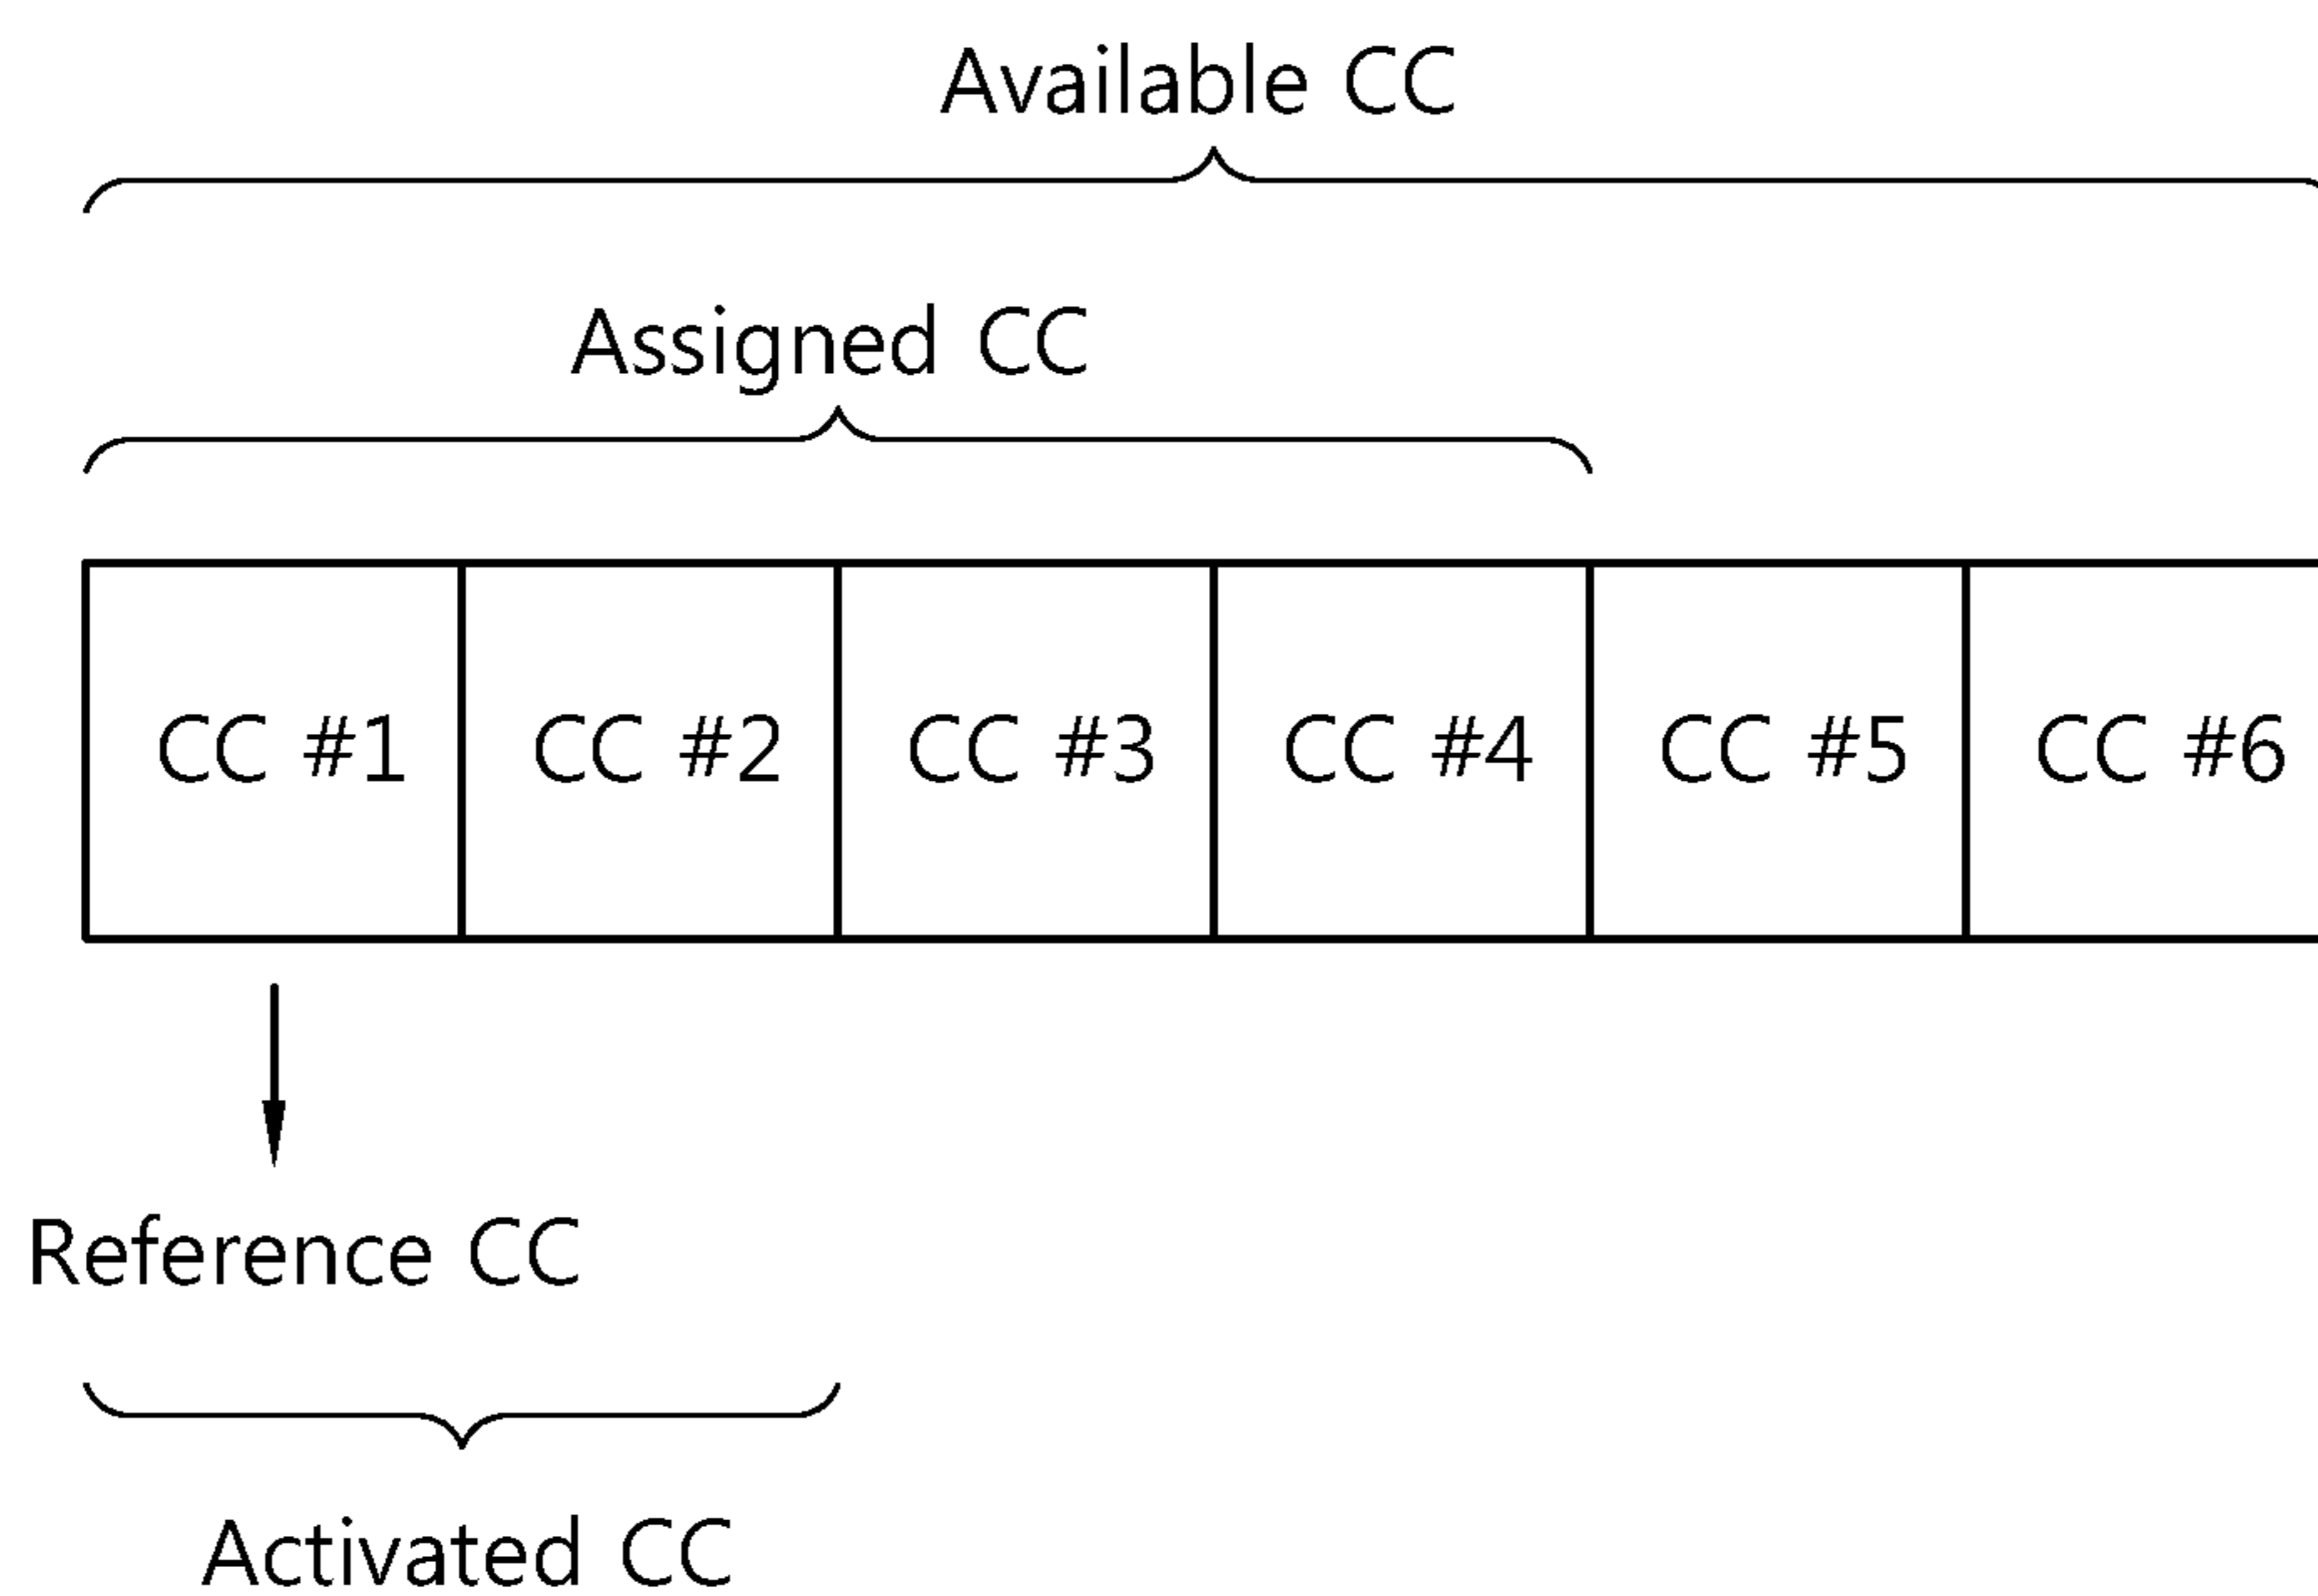 Available CC
Assigned CC
CC #1 CC #2 CC #3 CC #4 CC #5 CC #6
Reference CC
Activated CC